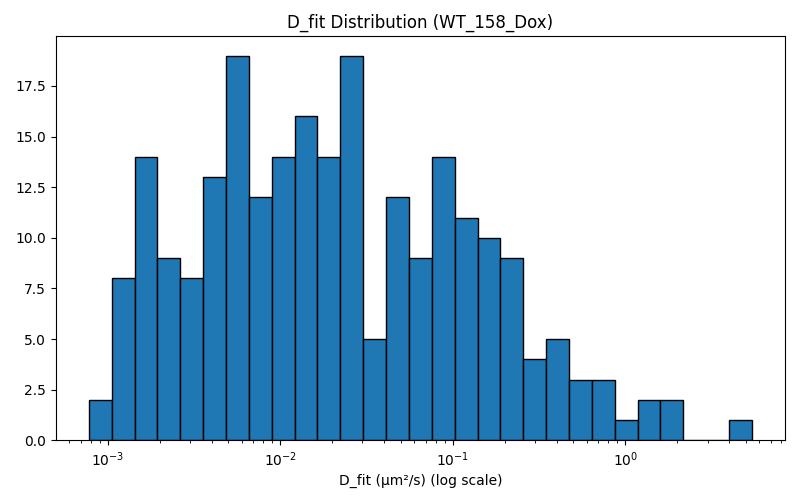 D_fit Distribution (WT_158_Dox)
17.5
15.0
12.5
10.0
7.5
5.0
2.5
0.0
10⁻³ 10⁻² 10⁻¹ 10⁰
D_fit (μm²/s) (log scale)